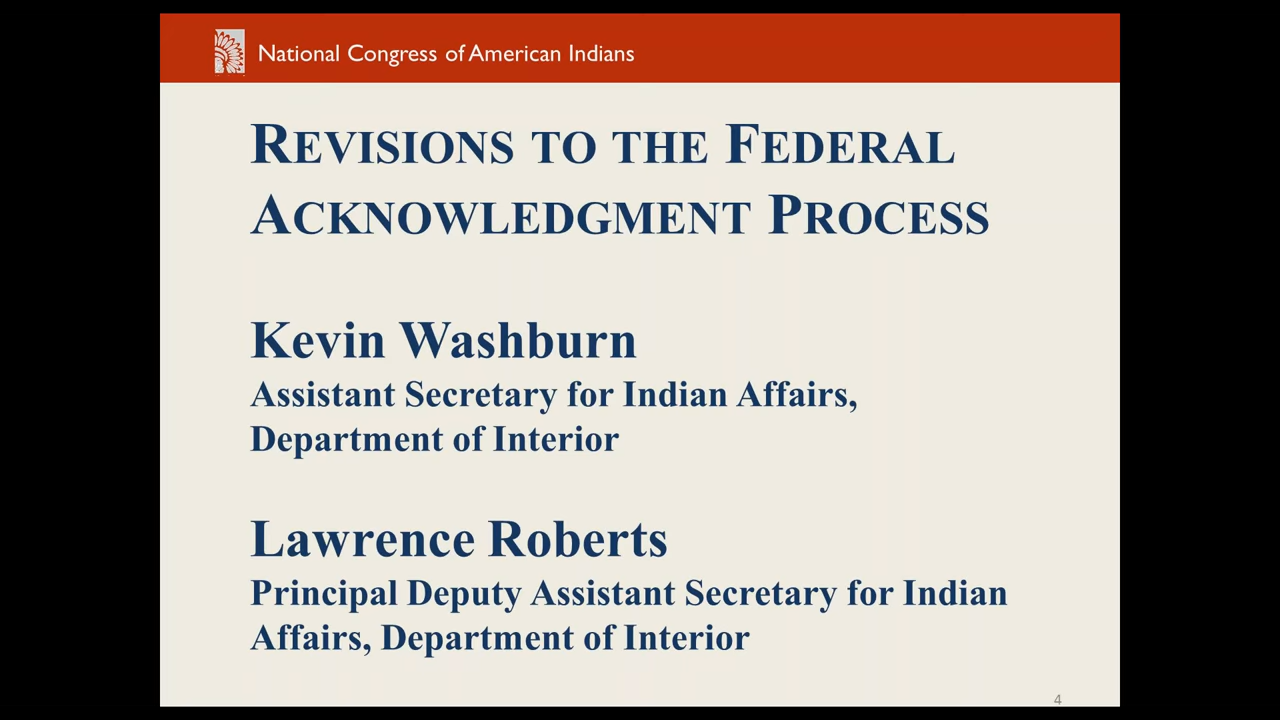 National Congress of American Indians
REVISIONS TO THE FEDERAL
ACKNOWLEDGMENT PROCESS
Kevin Washburn
Assistant Secretary for Indian Affairs,
Department of Interior
Lawrence Roberts
Principal Deputy Assistant Secretary for Indian
Affairs, Department of Interior
4